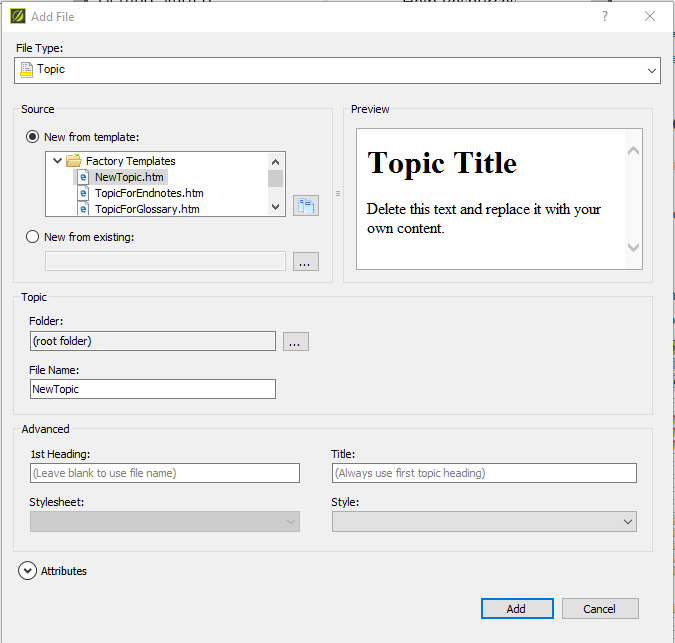 Add File
?
File Type:
Topic
Source
New from template:
Factory Templates
NewTopic.htm
TopicForEndnotes.htm
TopicForGlossary.htm
New from existing:
...
Preview
Topic Title
Delete this text and replace it with your
own content.
Topic
Folder:
(root folder)
...
File Name:
NewTopic
Advanced
1st Heading:
(Leave blank to use file name)
Title:
(Always use first topic heading)
Stylesheet:
Style:
Attributes
Add
Cancel